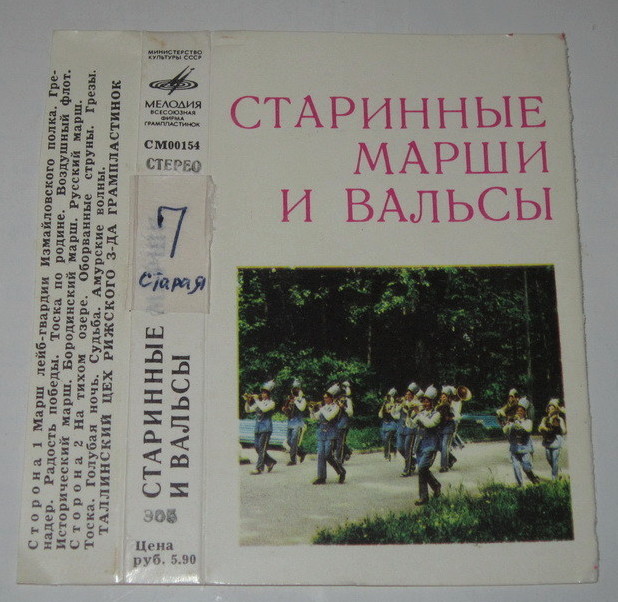 Сторона 1 Марш лейб-гвардии Измайловского полка. Гре-
надер. Радость победы. Тоска по родине. Воздушный флот.
Исторический марш. Бородинский марш. Русский марш.
Сторона 2 На тихом озере. Оборванные струны. Грезы.
Тоска. Голубая ночь. Судьба. Амурские волны.
ТАЛЛИНСКИЙ ЦЕХ РИЖСКОГО З-ДА ГРАМПЛАСТИНОК
МИНИСТЕРСТВО
КУЛЬТУРЫ СССР
МЕЛОДИЯ
ВСЕСОЮЗНАЯ
ФИРМА
ГРАМПЛАСТИНОК
СМ00154
СТЕРЕО
7
старая
СТАРИННЫЕ
И ВАЛЬСЫ
305
Цена
руб. 5.90
СТАРИННЫЕ
МАРШИ
И ВАЛЬСЫ